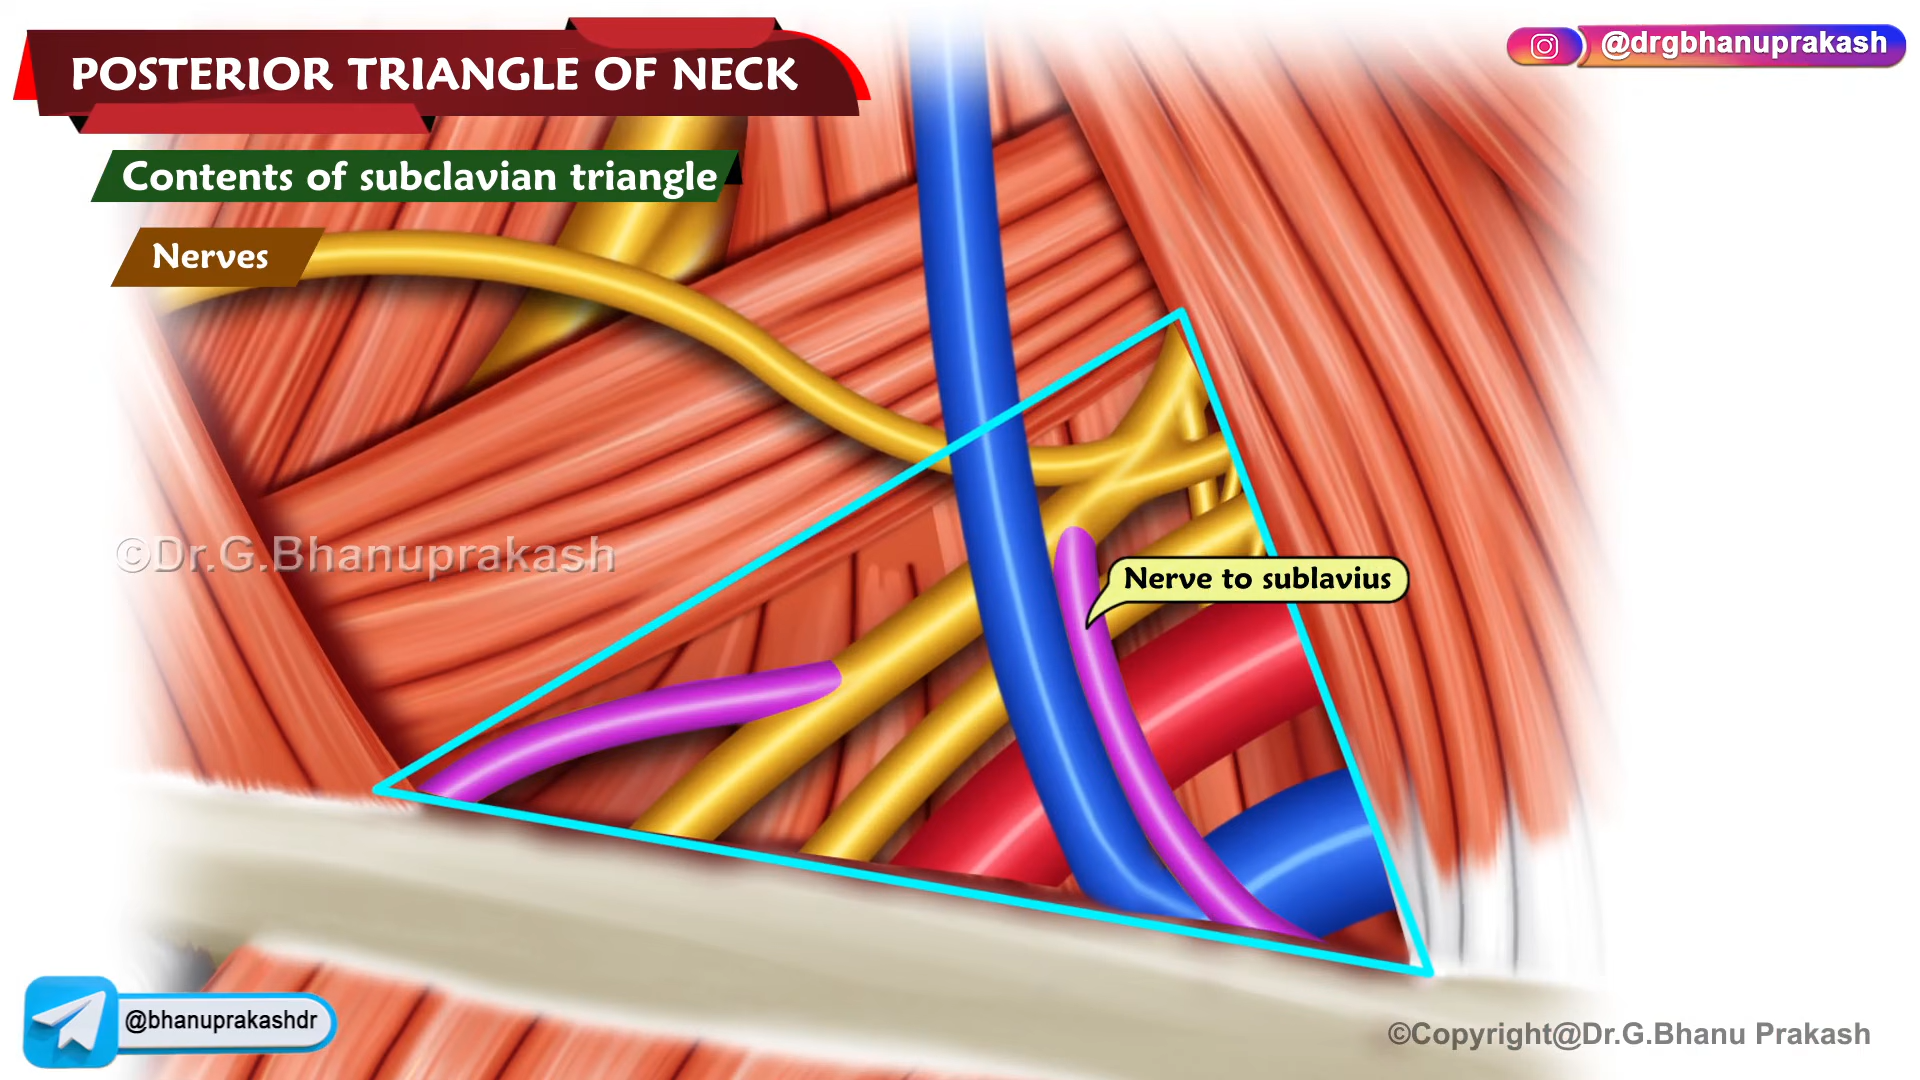 POSTERIOR TRIANGLE OF NECK
@drgbhanuprakash
Contents of subclavian triangle
Nerves
©Dr.G.Bhanuprakash
Nerve to sublavius
@bhanuprakashdr
©Copyright@Dr.G.Bhanu Prakash